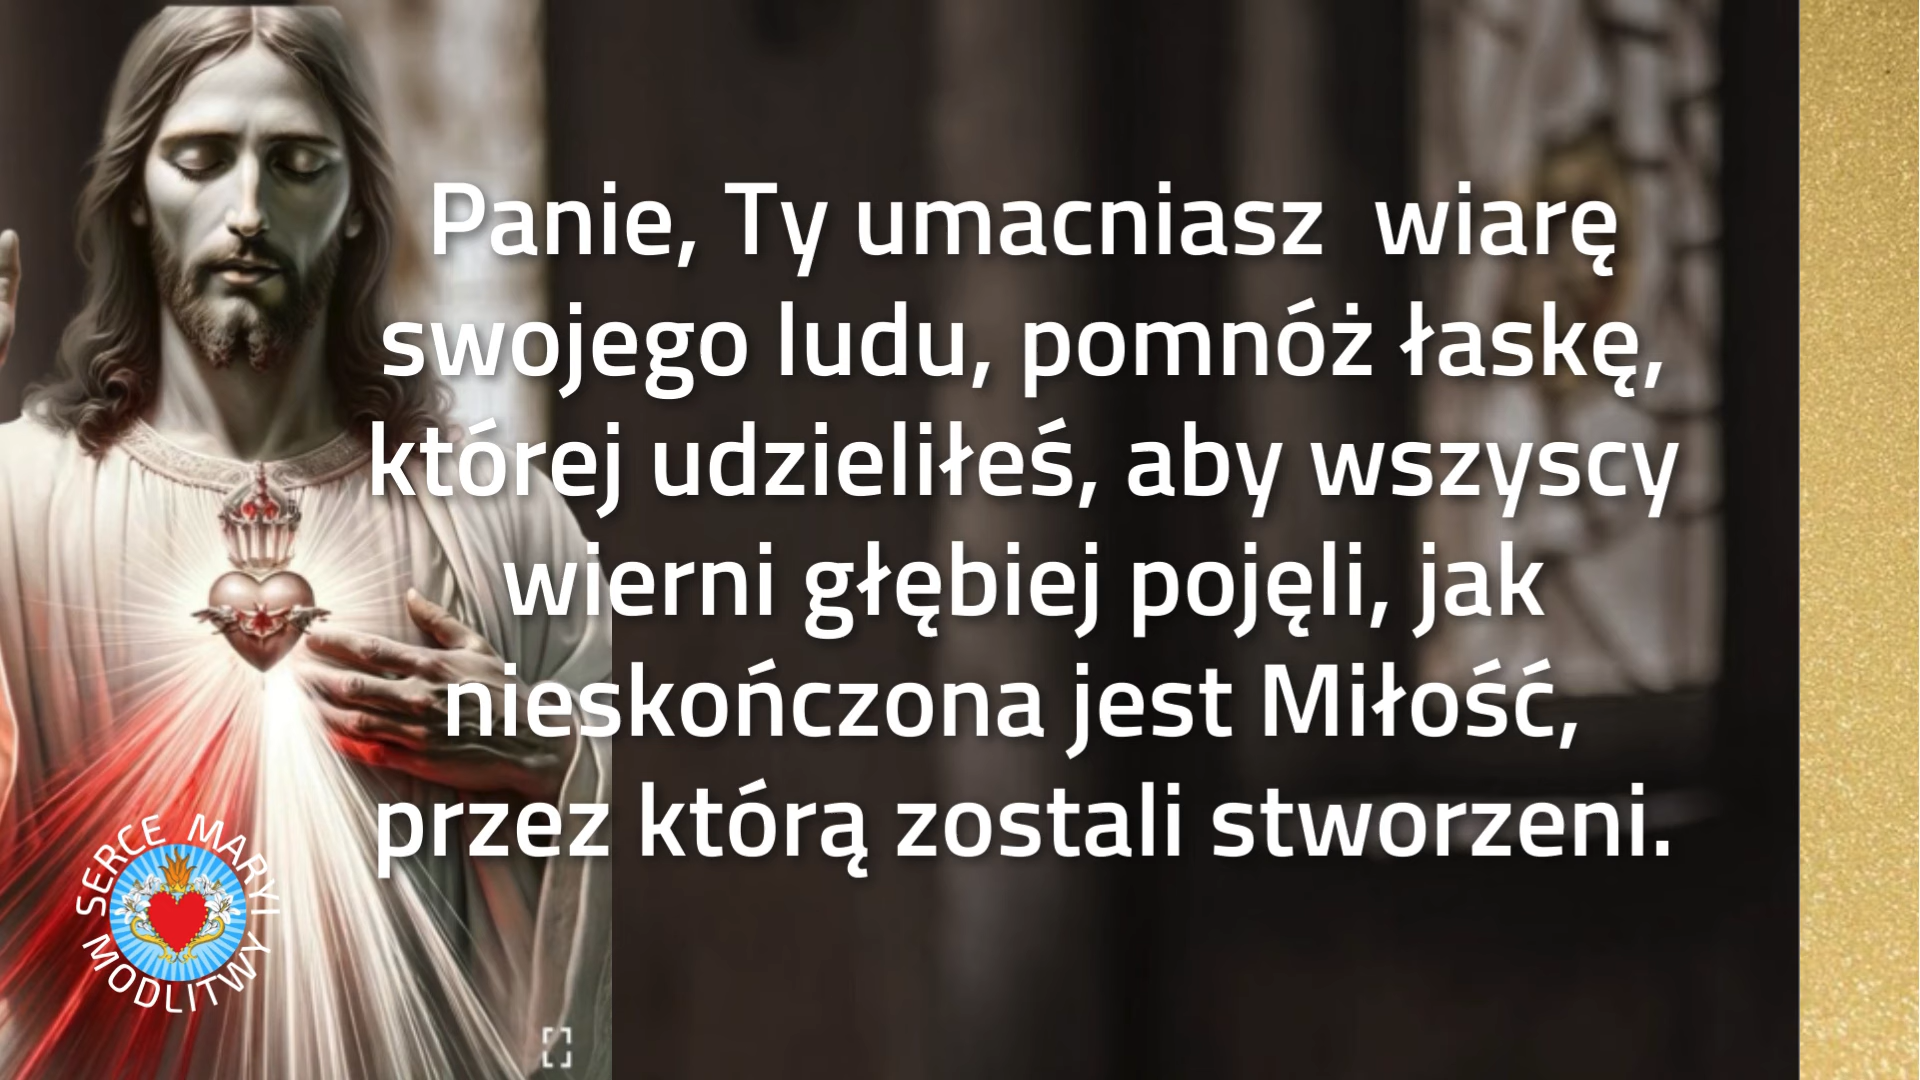 Panie, Ty umacniasz  wiarę
swojego ludu, pomnóż łaskę,
której udzieliłeś, aby wszyscy
wierni głębiej pojęli, jak
nieskończona jest Miłość,
przez którą zostali stworzeni.
SERCE MARYI
MODLITWY